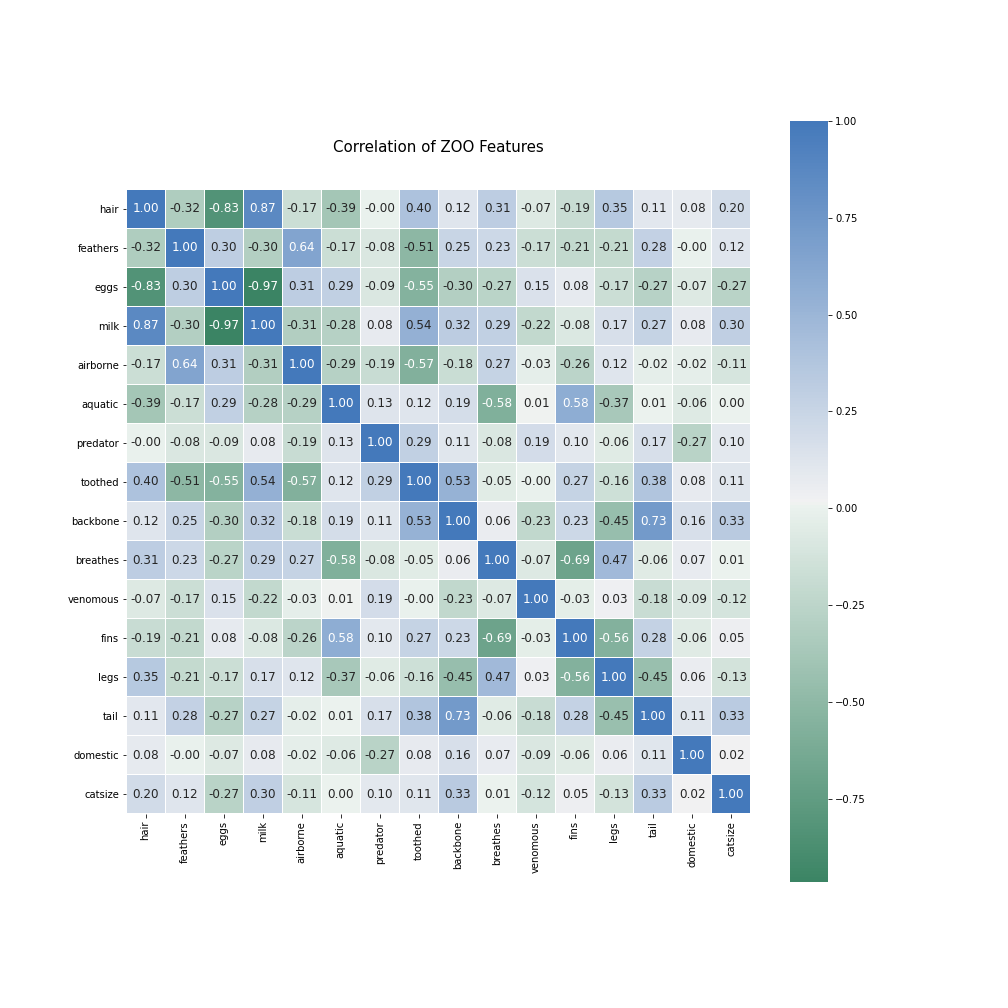 Correlation of ZOO Features
hair 1.00 -0.32 -0.83 0.87 -0.17 -0.39 -0.00 0.40 0.12 0.31 -0.07 -0.19 0.35 0.11 0.08 0.20
feathers -0.32 1.00 0.30 -0.30 0.64 -0.17 -0.08 -0.51 0.25 0.23 -0.17 -0.21 -0.21 0.28 -0.00 0.12
eggs -0.83 0.30 1.00 -0.97 0.31 0.29 -0.09 -0.55 -0.30 -0.27 0.15 0.08 -0.17 -0.27 -0.07 -0.27
milk 0.87 -0.30 -0.97 1.00 -0.31 -0.28 0.08 0.54 0.32 0.29 -0.22 -0.08 0.17 0.27 0.08 0.30
airborne -0.17 0.64 0.31 -0.31 1.00 -0.29 -0.19 -0.57 -0.18 0.27 -0.03 -0.26 0.12 -0.02 -0.02 -0.11
aquatic -0.39 -0.17 0.29 -0.28 -0.29 1.00 0.13 0.12 0.19 -0.58 0.01 0.58 -0.37 0.01 -0.06 0.00
predator -0.00 -0.08 -0.09 0.08 -0.19 0.13 1.00 0.29 0.11 -0.08 0.19 0.10 -0.06 0.17 -0.27 0.10
toothed 0.40 -0.51 -0.55 0.54 -0.57 0.12 0.29 1.00 0.53 -0.05 -0.00 0.27 -0.16 0.38 0.08 0.11
backbone 0.12 0.25 -0.30 0.32 -0.18 0.19 0.11 0.53 1.00 0.06 -0.23 0.23 -0.45 0.73 0.16 0.33
breathes 0.31 0.23 -0.27 0.29 0.27 -0.58 -0.08 -0.05 0.06 1.00 -0.07 -0.69 0.47 -0.06 0.07 0.01
venomous -0.07 -0.17 0.15 -0.22 -0.03 0.01 0.19 -0.00 -0.23 -0.07 1.00 -0.03 0.03 -0.18 -0.09 -0.12
fins -0.19 -0.21 0.08 -0.08 -0.26 0.58 0.10 0.27 0.23 -0.69 -0.03 1.00 -0.56 0.28 -0.06 0.05
legs 0.35 -0.21 -0.17 0.17 0.12 -0.37 -0.06 -0.16 -0.45 0.47 0.03 -0.56 1.00 -0.45 0.06 -0.13
tail 0.11 0.28 -0.27 0.27 -0.02 0.01 0.17 0.38 0.73 -0.06 -0.18 0.28 -0.45 1.00 0.11 0.33
domestic 0.08 -0.00 -0.07 0.08 -0.02 -0.06 -0.27 0.08 0.16 0.07 -0.09 -0.06 0.06 0.11 1.00 0.02
catsize 0.20 0.12 -0.27 0.30 -0.11 0.00 0.10 0.11 0.33 0.01 -0.12 0.05 -0.13 0.33 0.02 1.00
hair feathers eggs milk airborne aquatic predator toothed backbone breathes venomous fins legs tail domestic catsize
1.00
0.75
0.50
0.25
0.00
−0.25
−0.50
−0.75